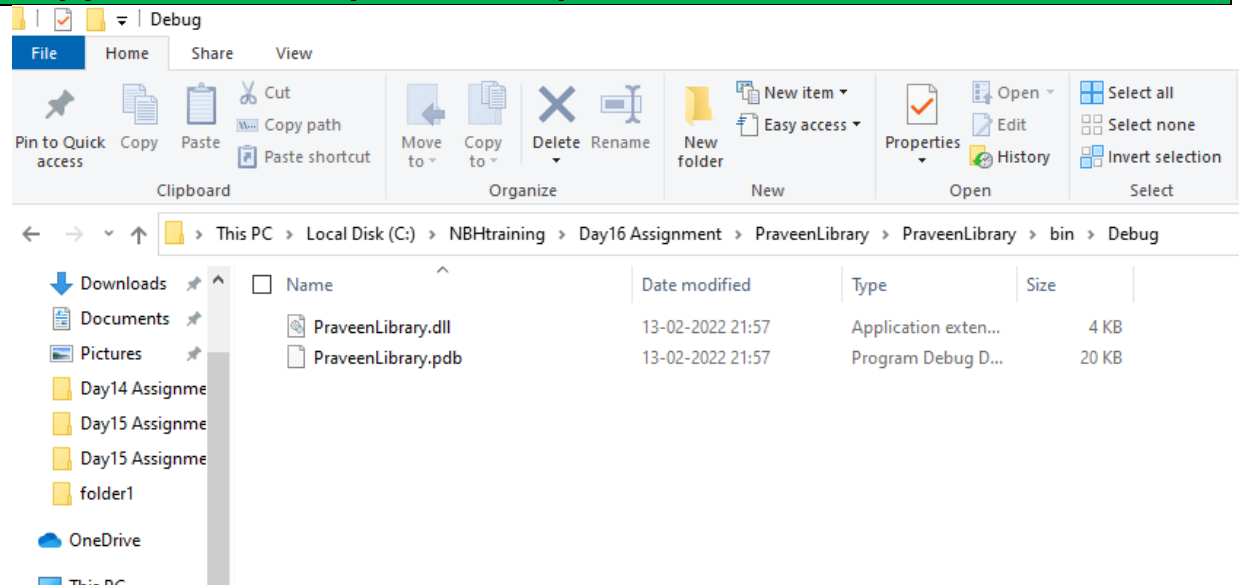 Debug
File Home Share View
Cut
Copy path
Paste shortcut
Pin to Quick access
Copy
Paste
Move to
Copy to
Delete
Rename
New folder
New item
Easy access
Properties
Open
Edit
History
Select all
Select none
Invert selection
Clipboard Organize New Open Select
This PC > Local Disk (C:) > NBHtraining > Day16 Assignment > PraveenLibrary > PraveenLibrary > bin > Debug
Name Date modified Type Size
PraveenLibrary.dll 13-02-2022 21:57 Application exten... 4 KB
PraveenLibrary.pdb 13-02-2022 21:57 Program Debug D... 20 KB
Downloads
Documents
Pictures
Day14 Assignme
Day15 Assignme
Day15 Assignme
folder1
OneDrive
This PC